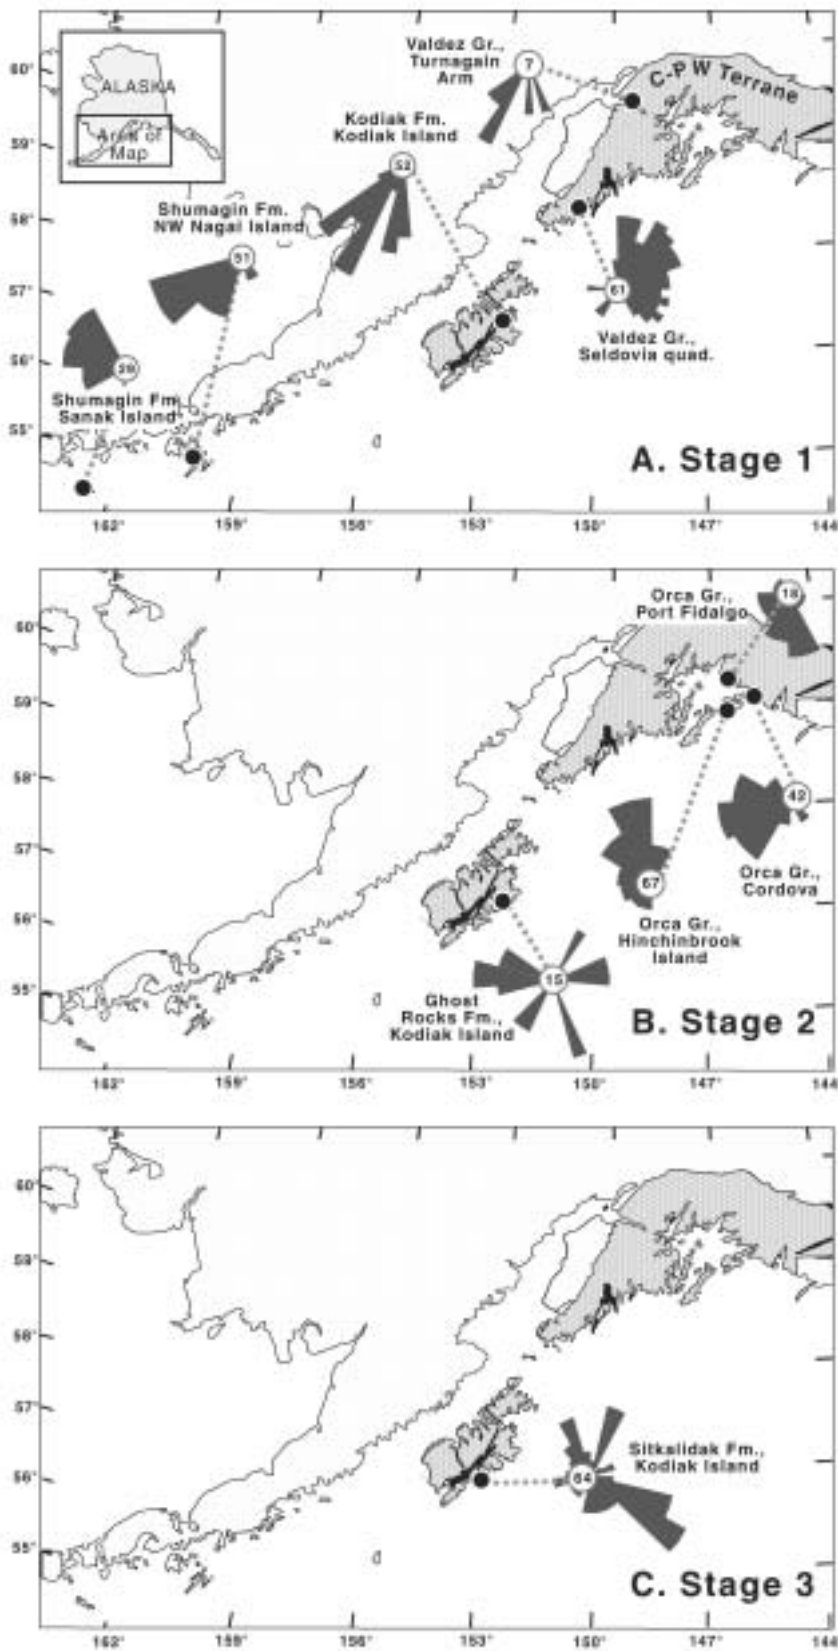 Valdez Gr.,
Turnagain
Arm
7
C-PW Terrane
ALASKA
Area of
Map
Kodiak Fm.
Kodiak Island
52
Shumagin Fm.
NW Nagai Island
51
61
Valdez Gr.,
Seldovia quad.
Shumagin Fm.
Sanak Island
60°
59°
58°
57°
56°
55°
A. Stage 1
162°
159°
156°
153°
150°
147°
144
Orca Gr.,
Port Fidalgo
18
42
Orca Gr.,
Cordova
67
Orca Gr.,
Hinchinbrook
Island
15
Ghost
Rocks Fm.,
Kodiak Island
60°
59°
58°
57°
56°
55°
B. Stage 2
162°
159°
156°
153°
150°
147°
144
Sitkalidak Fm.,
Kodiak Island
64
60°
59°
58°
57°
56°
55°
C. Stage 3
162°
159°
156°
153°
150°
147°